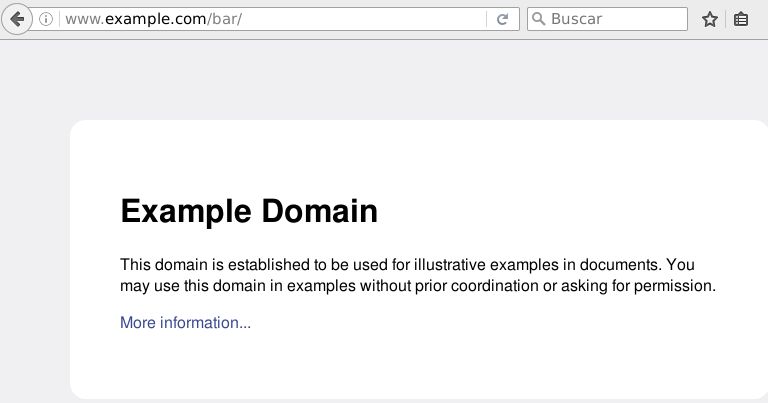 www.example.com/bar/
Buscar
Example Domain
This domain is established to be used for illustrative examples in documents. You
may use this domain in examples without prior coordination or asking for permission.
More information...